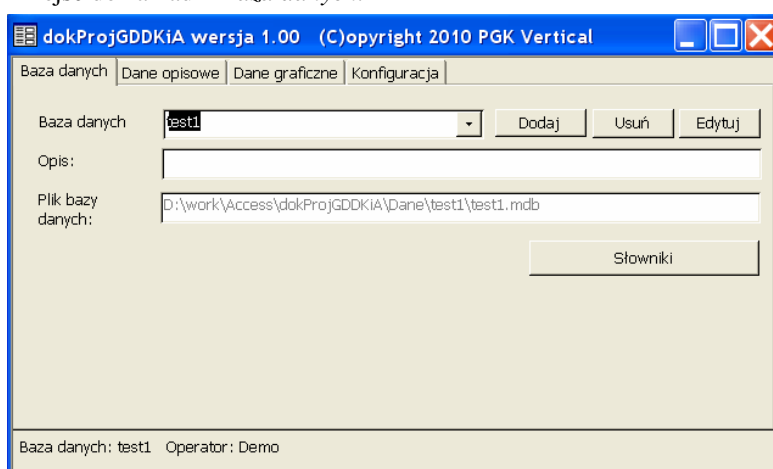 dokProjGDDKiA wersja 1.00 (C)opyright 2010 PGK Vertical
Baza danych Dane opisowe Dane graficzne Konfiguracja
Baza danych test1 Dodaj Usuń Edytuj
Opis:
Plik bazy danych: D:\work\Access\dokProjGDDKiA\Dane\test1\test1.mdb
Słowniki
Baza danych: test1 Operator: Demo